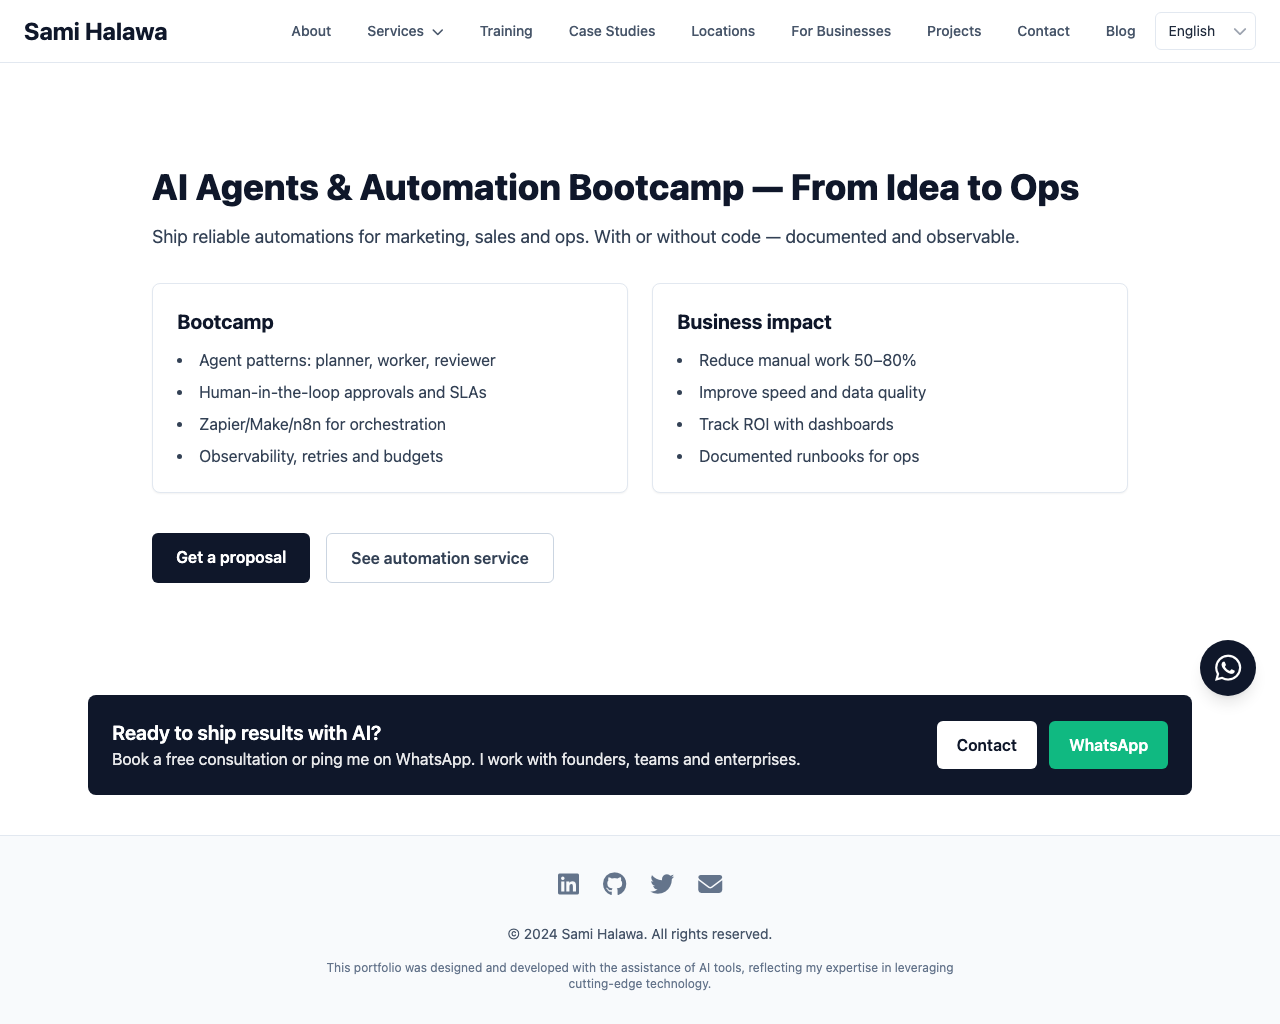 Sami Halawa
About
Services
Training
Case Studies
Locations
For Businesses
Projects
Contact
Blog
English
AI Agents & Automation Bootcamp — From Idea to Ops
Ship reliable automations for marketing, sales and ops. With or without code — documented and observable.
Bootcamp
• Agent patterns: planner, worker, reviewer
• Human-in-the-loop approvals and SLAs
• Zapier/Make/n8n for orchestration
• Observability, retries and budgets
Business impact
• Reduce manual work 50–80%
• Improve speed and data quality
• Track ROI with dashboards
• Documented runbooks for ops
Get a proposal
See automation service
Ready to ship results with AI?
Book a free consultation or ping me on WhatsApp. I work with founders, teams and enterprises.
Contact
WhatsApp
© 2024 Sami Halawa. All rights reserved.
This portfolio was designed and developed with the assistance of AI tools, reflecting my expertise in leveraging
cutting-edge technology.